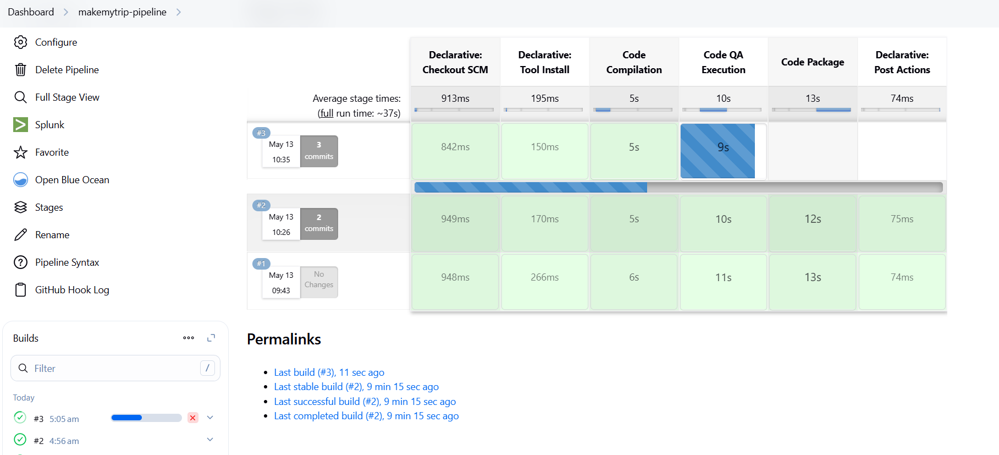 Dashboard
makemytrip-pipeline
Configure
Delete Pipeline
Full Stage View
Splunk
Favorite
Open Blue Ocean
Stages
Rename
Pipeline Syntax
GitHub Hook Log
Builds
Filter
/
Today
#3 5:05 am
#2 4:56 am
Declarative:
Checkout SCM
Declarative:
Tool Install
Code
Compilation
Code QA
Execution
Code Package
Declarative:
Post Actions
Average stage times:
(full run time: ~37s)
913ms
195ms
5s
10s
13s
74ms
#3
May 13
10:35
3
commits
842ms
150ms
5s
9s
#2
May 13
10:26
2
commits
949ms
170ms
5s
10s
12s
75ms
#1
May 13
09:43
No
Changes
948ms
266ms
6s
11s
13s
74ms
Permalinks
Last build (#3), 11 sec ago
Last stable build (#2), 9 min 15 sec ago
Last successful build (#2), 9 min 15 sec ago
Last completed build (#2), 9 min 15 sec ago